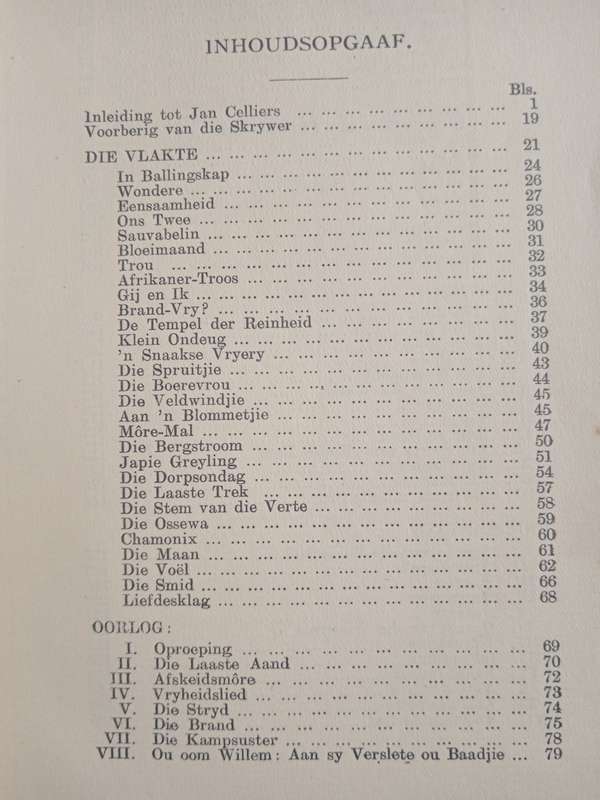 INHOUDSOPGAAF.
Bls.
Inleiding tot Jan Celliers ... ... ... ... ... ... ... ... 1
Voorberig van die Skrywer ... ... ... ... ... ... ... ... 19
DIE VLAKTE ... ... ... ... ... ... ... ... ... ... ... ... 21
In Ballingskap ... ... ... ... ... ... ... ... ... ... ... 24
Wondere ... ... ... ... ... ... ... ... ... ... ... ... ... 26
Eensaamheid ... ... ... ... ... ... ... ... ... ... ... ... 27
Ons Twee ... ... ... ... ... ... ... ... ... ... ... ... 28
Sauvabelin ... ... ... ... ... ... ... ... ... ... ... ... 30
Bloeimaand ... ... ... ... ... ... ... ... ... ... ... ... 31
Trou ... ... ... ... ... ... ... ... ... ... ... ... ... 32
Afrikaner-Troos ... ... ... ... ... ... ... ... ... ... ... 33
Gij en Ik ... ... ... ... ... ... ... ... ... ... ... ... 34
Brand-Vry? ... ... ... ... ... ... ... ... ... ... ... ... 36
De Tempel der Reinheid ... ... ... ... ... ... ... ... 37
Klein Ondeug ... ... ... ... ... ... ... ... ... ... ... 39
'n Snaakse Vryery ... ... ... ... ... ... ... ... ... ... 40
Die Spruitjie ... ... ... ... ... ... ... ... ... ... ... 43
Die Boerevrou ... ... ... ... ... ... ... ... ... ... ... 44
Die Veldwindjie ... ... ... ... ... ... ... ... ... ... ... 45
Aan 'n Blommetjie ... ... ... ... ... ... ... ... ... ... 45
Môre-Mal ... ... ... ... ... ... ... ... ... ... ... ... 47
Die Bergstroom ... ... ... ... ... ... ... ... ... ... ... 50
Japie Greyling ... ... ... ... ... ... ... ... ... ... ... 51
Die Dorpsondag ... ... ... ... ... ... ... ... ... ... ... 54
Die Laaste Trek ... ... ... ... ... ... ... ... ... ... 57
Die Stem van die Verte ... ... ... ... ... ... ... ... 58
Die Ossewa ... ... ... ... ... ... ... ... ... ... ... ... 59
Chamonix ... ... ... ... ... ... ... ... ... ... ... ... 60
Die Maan ... ... ... ... ... ... ... ... ... ... ... ... 61
Die Voël ... ... ... ... ... ... ... ... ... ... ... ... 62
Die Smid ... ... ... ... ... ... ... ... ... ... ... ... 66
Liefdesklag ... ... ... ... ... ... ... ... ... ... ... ... 68
OORLOG:
I. Oproeping ... ... ... ... ... ... ... ... ... ... ... 69
II. Die Laaste Aand ... ... ... ... ... ... ... ... ... 70
III. Afskeidsmôre ... ... ... ... ... ... ... ... ... ... 72
IV. Vryheidslied ... ... ... ... ... ... ... ... ... ... ... 73
V. Die Stryd ... ... ... ... ... ... ... ... ... ... ... 74
VI. Die Brand ... ... ... ... ... ... ... ... ... ... ... 75
VII. Die Kampsuster ... ... ... ... ... ... ... ... ... 78
VIII. Ou oom Willem: Aan sy Verslete ou Baadjie ... 79